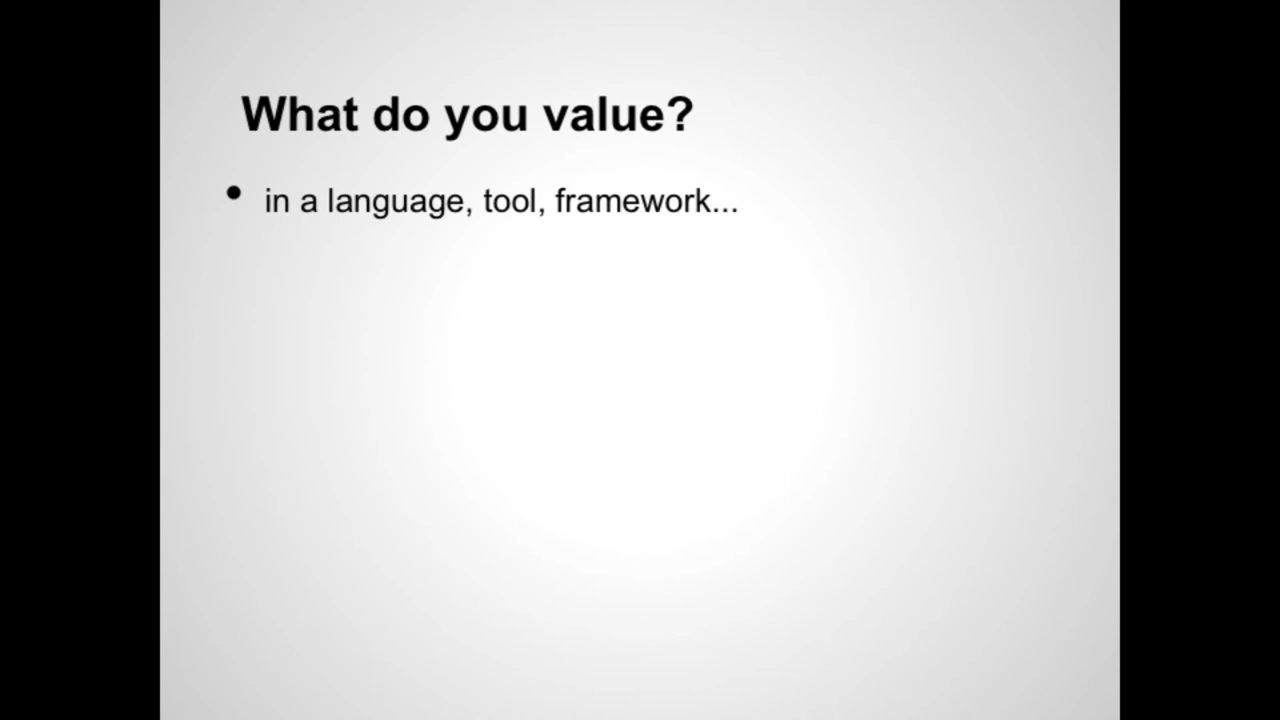 What do you value?
• in a language, tool, framework...